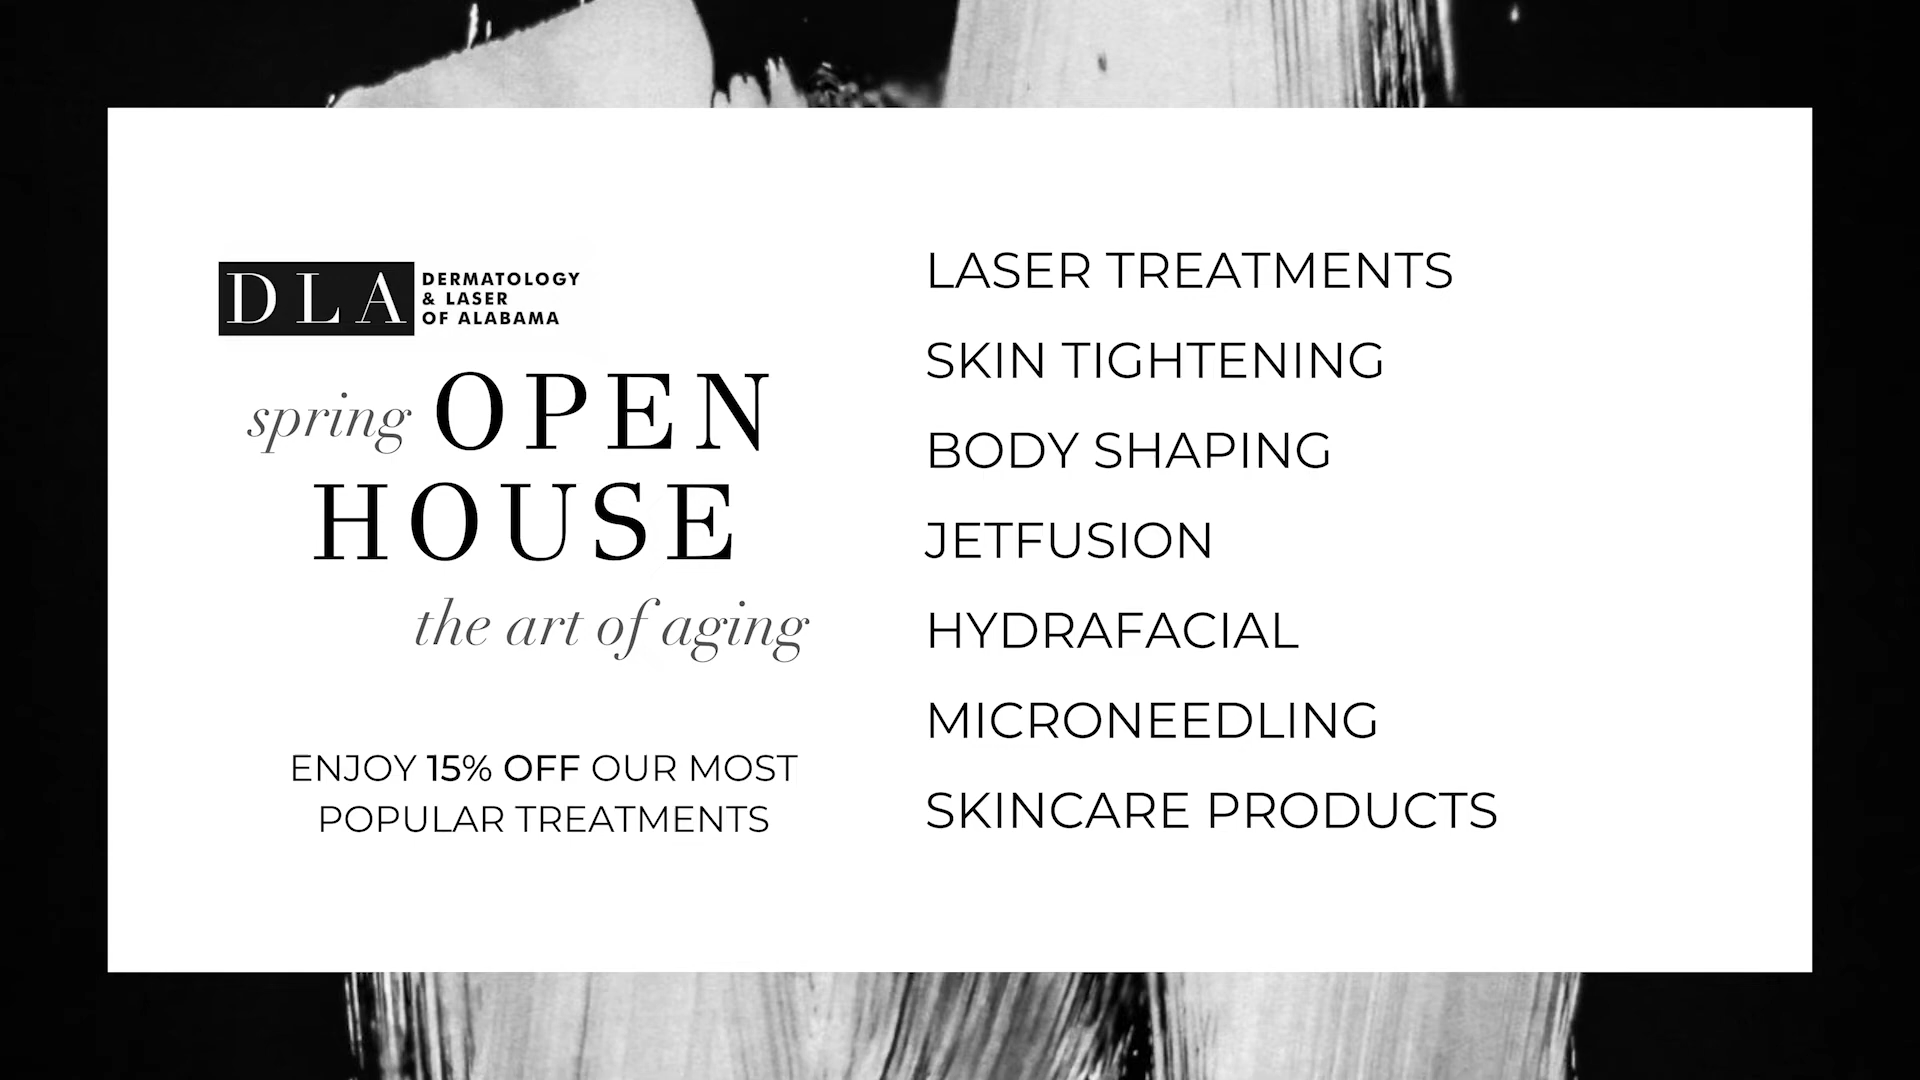 DLA
DERMATOLOGY
& LASER
OF ALABAMA
spring OPEN
HOUSE
the art of aging
ENJOY 15% OFF OUR MOST
POPULAR TREATMENTS
LASER TREATMENTS
SKIN TIGHTENING
BODY SHAPING
JETFUSION
HYDRAFACIAL
MICRONEEDLING
SKINCARE PRODUCTS